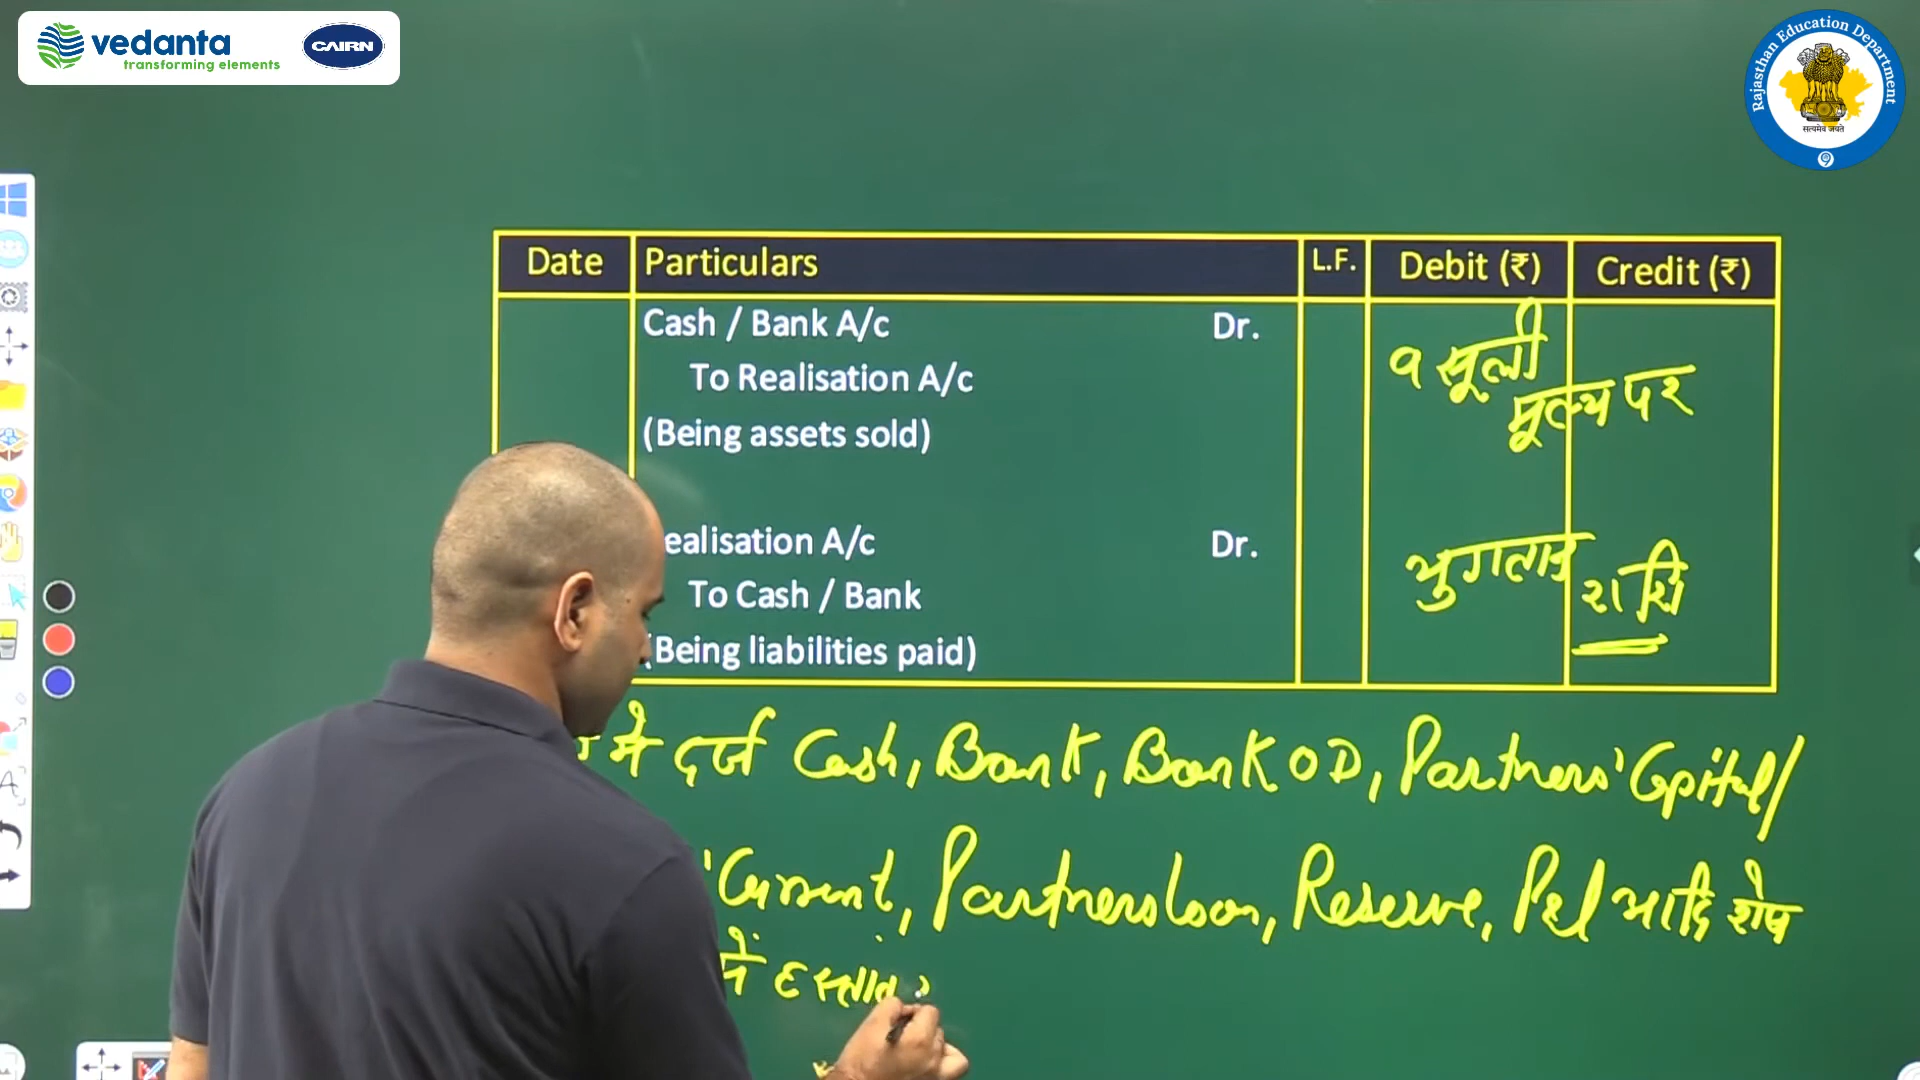 vedanta
transforming elements
CAIRN
Rajasthan Education Department
सत्यमेव जयते
Date Particulars L.F. Debit (₹) Credit (₹)
Cash / Bank A/c Dr.
To Realisation A/c
(Being assets sold)
वसूली
मूल्य पर
ealisation A/c Dr.
To Cash / Bank
(Being liabilities paid)
भुगतान राशि
में दर्ज Cash, Bank, Bank OD, Partners' Capital/
'Current, Partners loan, Reserve, P&L आदि शेष
में हस्तां